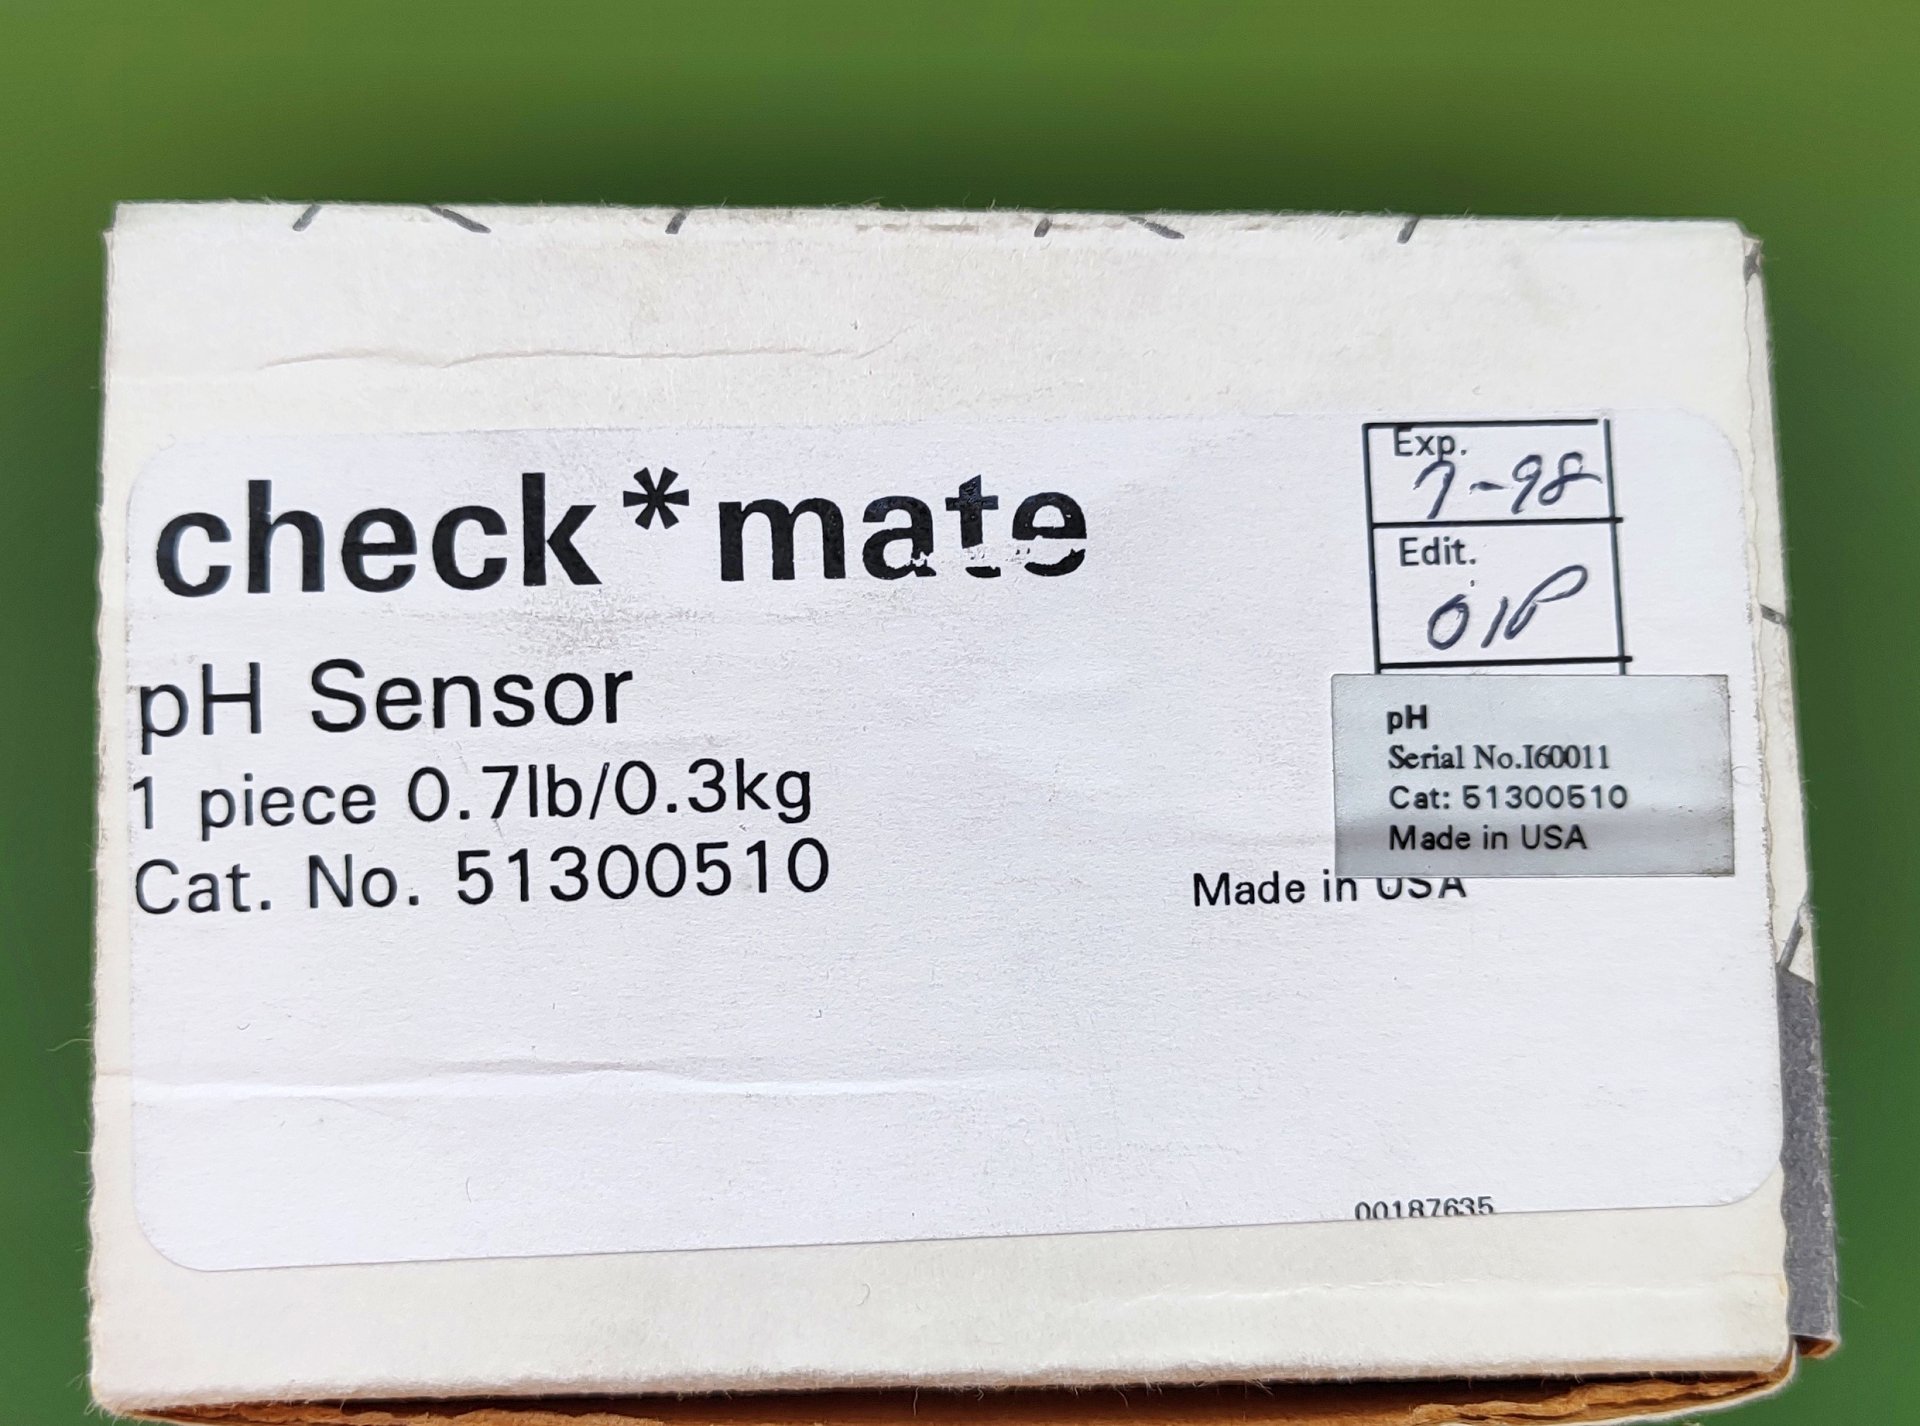 check*mate
pH Sensor
1 piece 0.7lb/0.3kg
Cat. No. 51300510
Exp.
7-98
Edit.
01P
pH
Serial No.I60011
Cat: 51300510
Made in USA
Made in USA
00187635